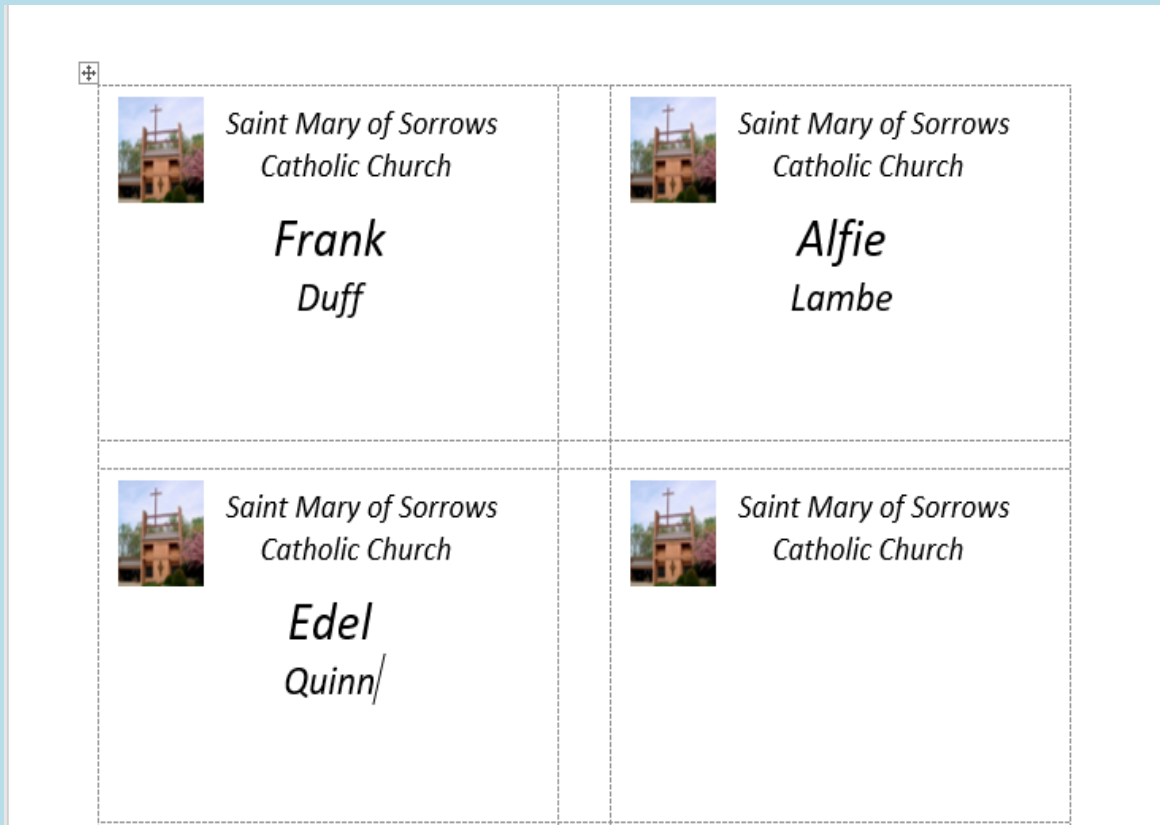 Saint Mary of Sorrows
Catholic Church
Frank
Duff
Saint Mary of Sorrows
Catholic Church
Alfie
Lambe
Saint Mary of Sorrows
Catholic Church
Edel
Quinn
Saint Mary of Sorrows
Catholic Church